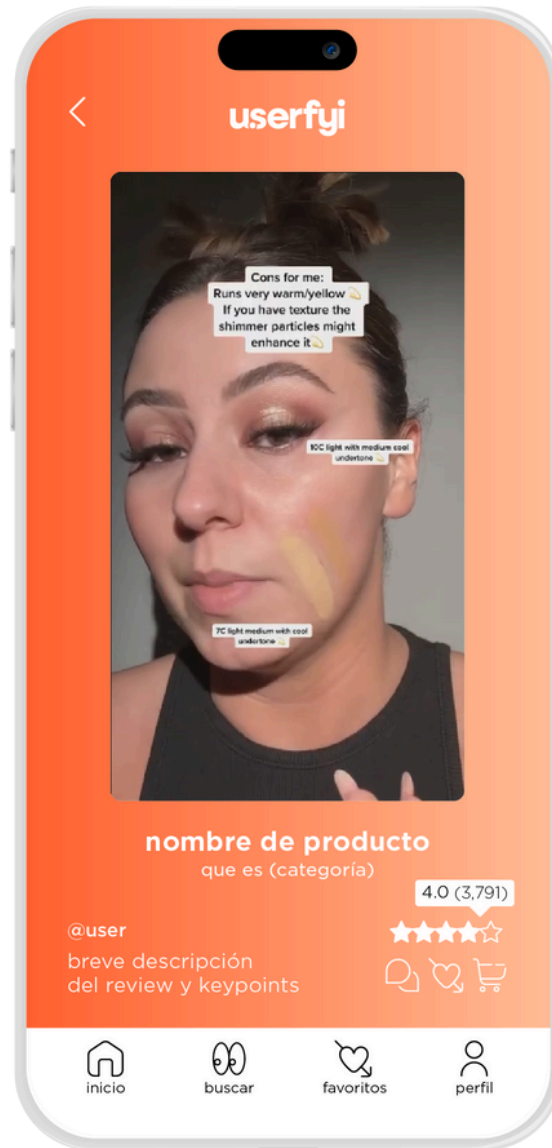 userfyi
Cons for me:
Runs very warm/yellow 💫
If you have texture the
shimmer particles might
enhance it💫
10C light with medium cool
undertone 💫
7C light medium with cool
undertone 💫
nombre de producto
que es (categoría)
4.0 (3,791)
@user
breve descripción
del review y keypoints
inicio
buscar
favoritos
perfil